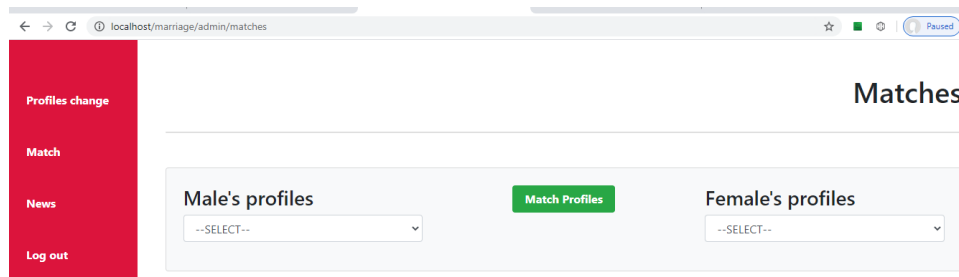 localhost/marriage/admin/matches
Paused
Matches
Profiles change
Match
News
Log out
Male's profiles
Match Profiles
Female's profiles
--SELECT--
--SELECT--